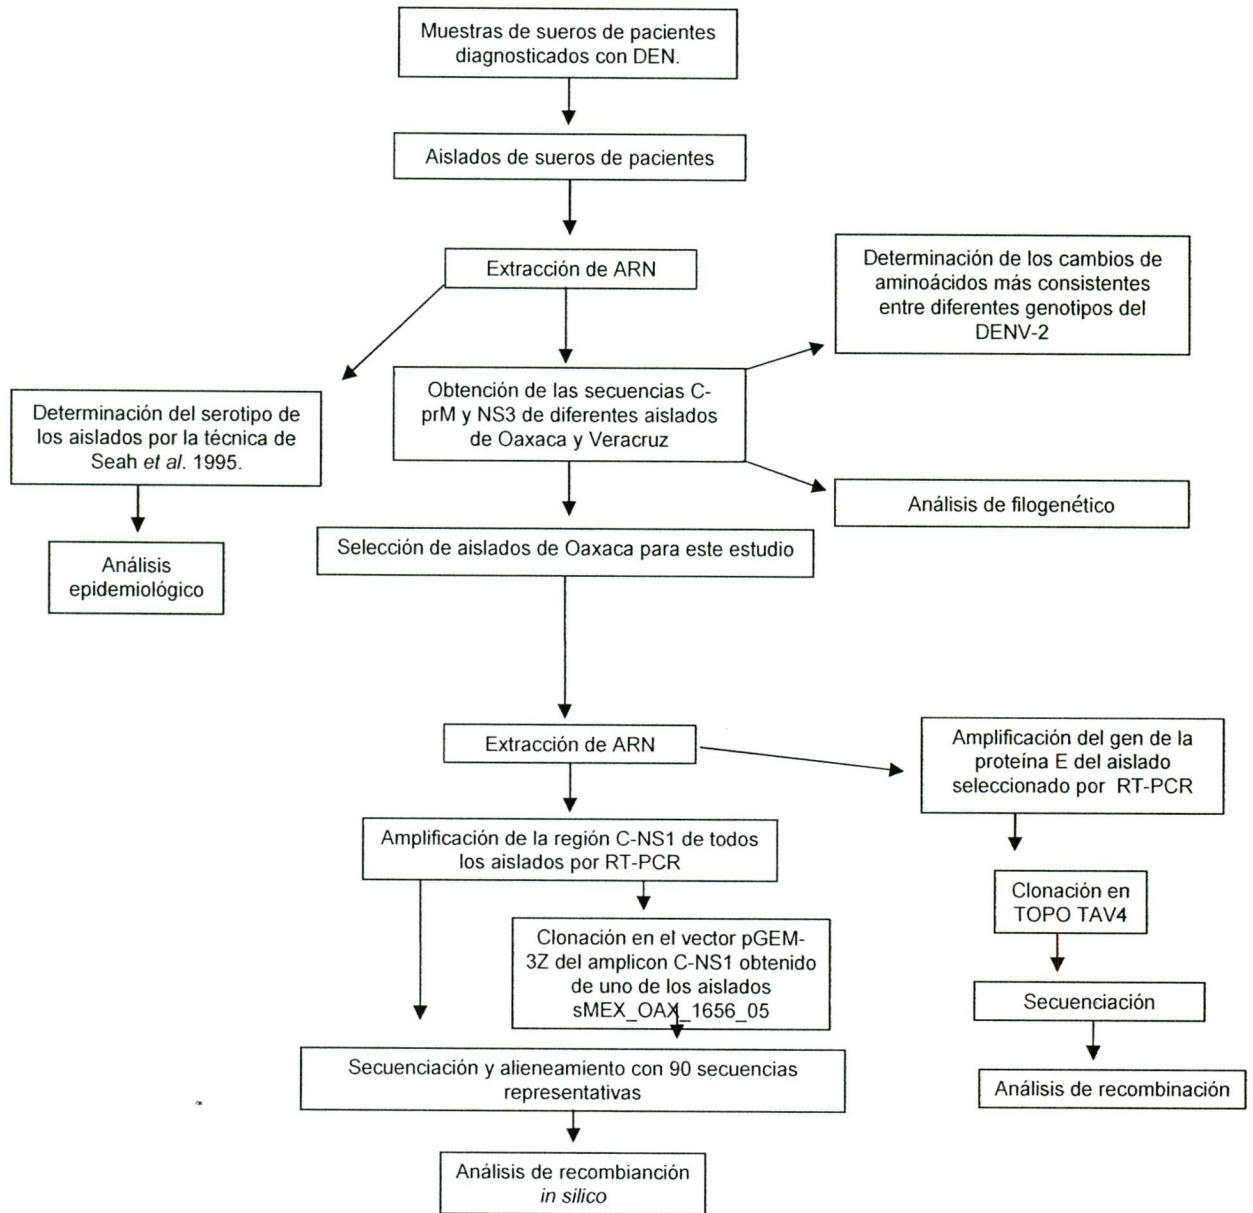 Muestras de sueros de pacientes
diagnosticados con DEN.
Aislados de sueros de pacientes
Extracción de ARN
Determinación de los cambios de
aminoácidos más consistentes
entre diferentes genotipos del
DENV-2
Determinación del serotipo de
los aislados por la técnica de
Seah et al. 1995.
Obtención de las secuencias C-
prM y NS3 de diferentes aislados
de Oaxaca y Veracruz
Análisis de filogenético
Análisis
epidemiológico
Selección de aislados de Oaxaca para este estudio
Extracción de ARN
Amplificación del gen de la
proteína E del aislado
seleccionado por RT-PCR
Amplificación de la región C-NS1 de todos
los aislados por RT-PCR
Clonación en
TOPO TAV4
Clonación en el vector pGEM-
3Z del amplicon C-NS1 obtenido
de uno de los aislados
sMEX_OAX_1656_05
Secuenciación
Secuenciación y alieneamiento con 90 secuencias
representativas
Análisis de recombinación
Análisis de recombianción
in silico